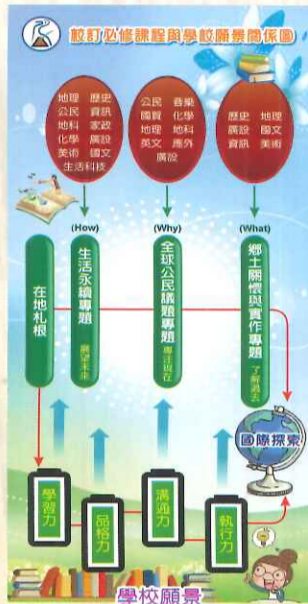 校訂必修課程與學校願景關係圖
地理 歷史
公民 資訊
地科 家政
化學 廣設
美術 國文
生活科技
公民 音樂
國貿 化學
地理 地科
英文 應外
廣設
歷史 地理
廣設 國文
資訊 美術
(How)
(Why)
(What)
在地札根
生活永續專題 展望未來
全球公民議題專題 專注現在
鄉土關懷與實作專題 了解過去
國際探索
學習力
品格力
溝通力
執行力
學校願景